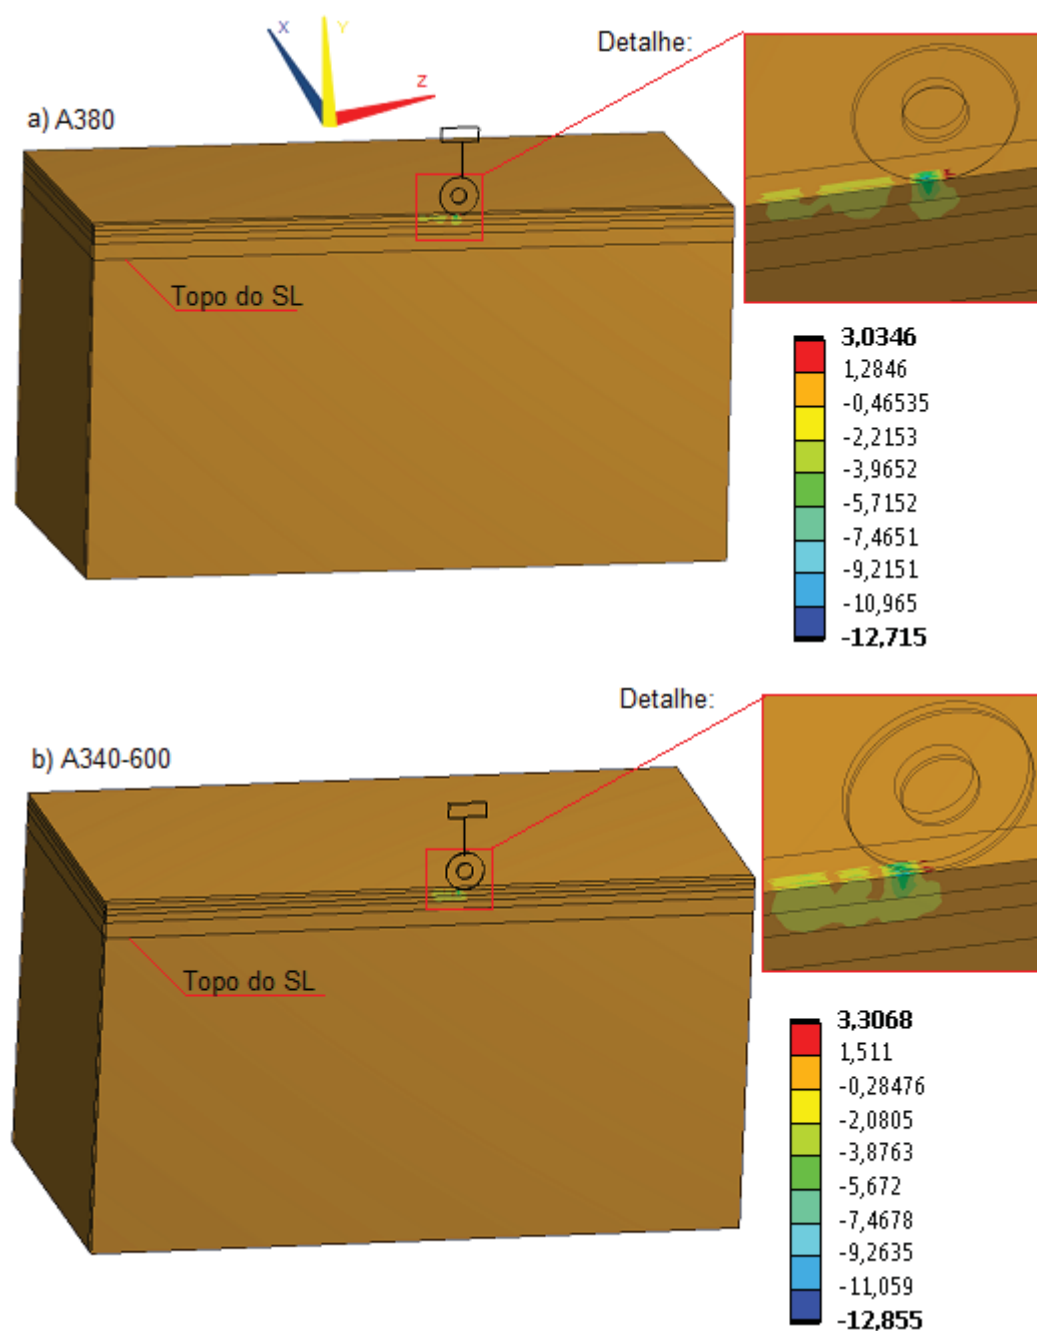 X
Y
Z
Detalhe:
a) A380
Topo do SL
3,0346
1,2846
-0,46535
-2,2153
-3,9652
-5,7152
-7,4651
-9,2151
-10,965
-12,715
Detalhe:
b) A340-600
Topo do SL
3,3068
1,511
-0,28476
-2,0805
-3,8763
-5,672
-7,4678
-9,2635
-11,059
-12,855